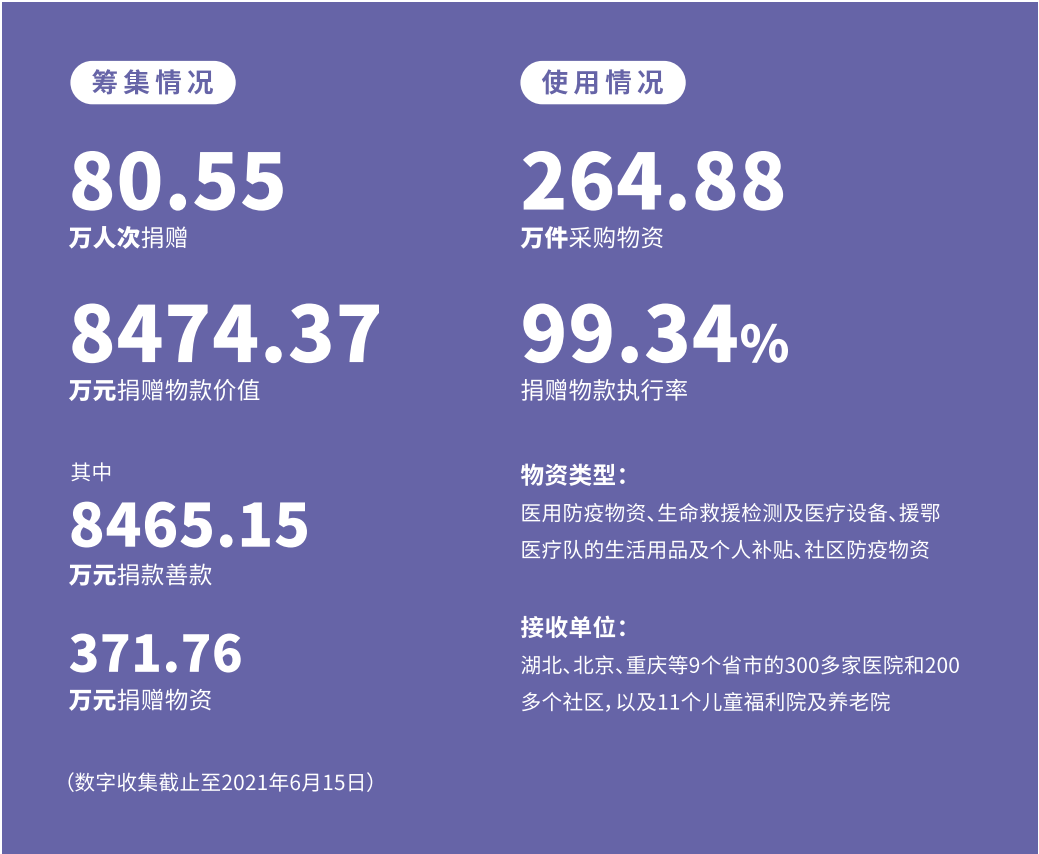 筹集情况
80.55
万人次捐赠
8474.37
万元捐赠物款价值
其中
8465.15
万元捐款善款
371.76
万元捐赠物资
（数字收集截止至2021年6月15日）
使用情况
264.88
万件采购物资
99.34%
捐赠物款执行率
物资类型：
医用防疫物资、生命救援检测及医疗设备、援鄂
医疗队的生活用品及个人补贴、社区防疫物资
接收单位：
湖北、北京、重庆等9个省市的300多家医院和200
多个社区，以及11个儿童福利院及养老院